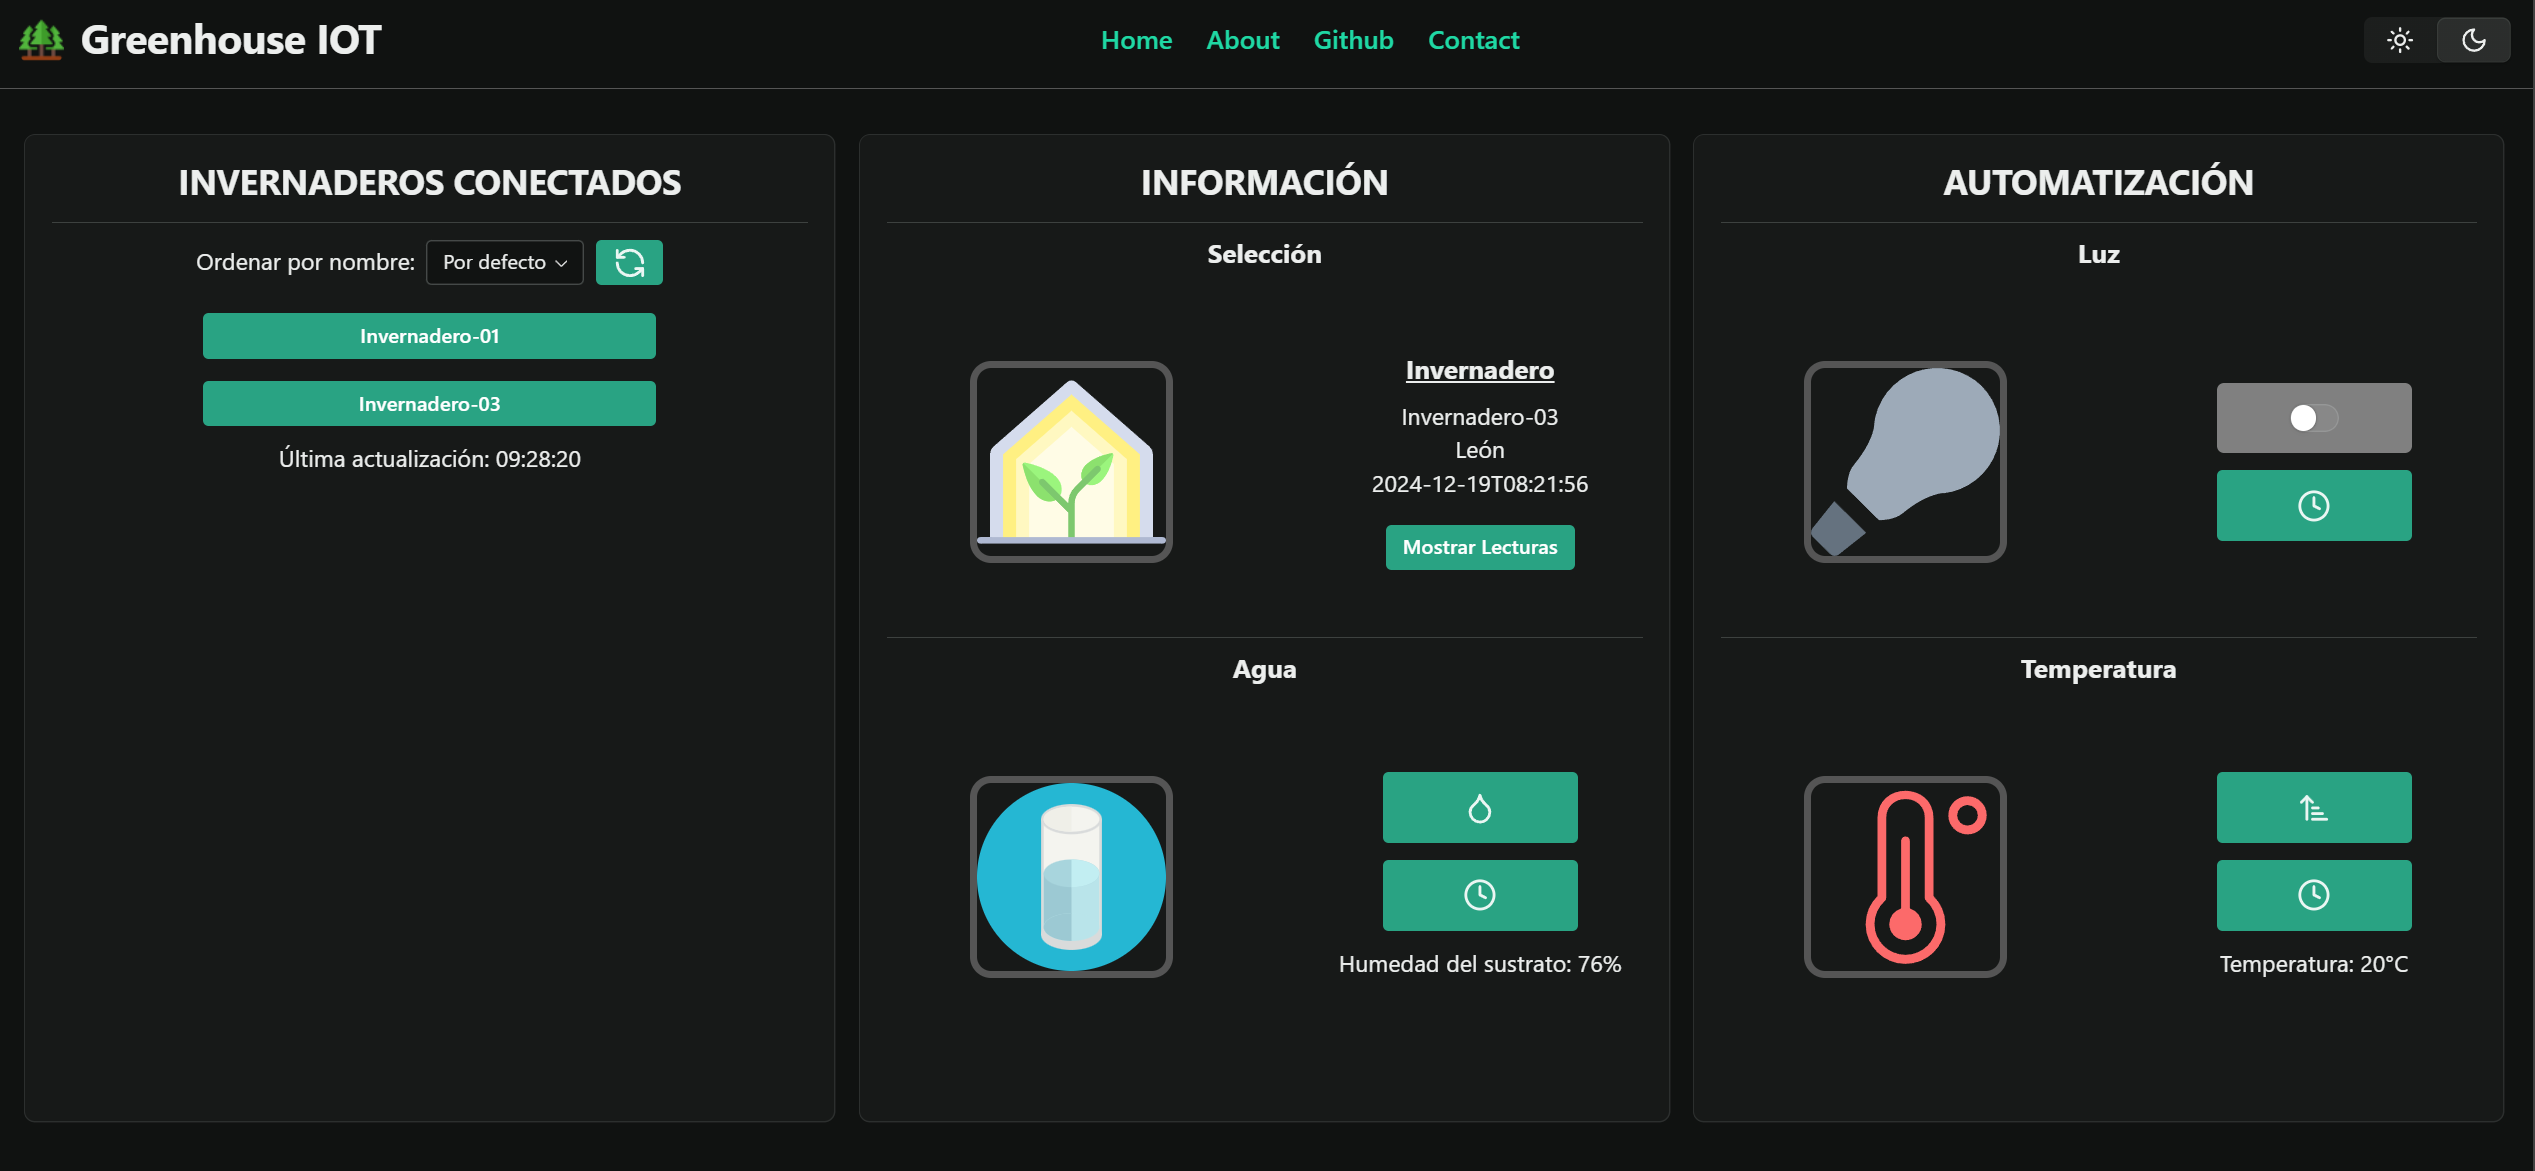 Greenhouse IOT
Home About Github Contact
INVERNADEROS CONECTADOS
Ordenar por nombre: Por defecto
Invernadero-01
Invernadero-03
Última actualización: 09:28:20
INFORMACIÓN
Selección
Invernadero
Invernadero-03
León
2024-12-19T08:21:56
Mostrar Lecturas
Agua
Humedad del sustrato: 76%
AUTOMATIZACIÓN
Luz
Temperatura
Temperatura: 20°C